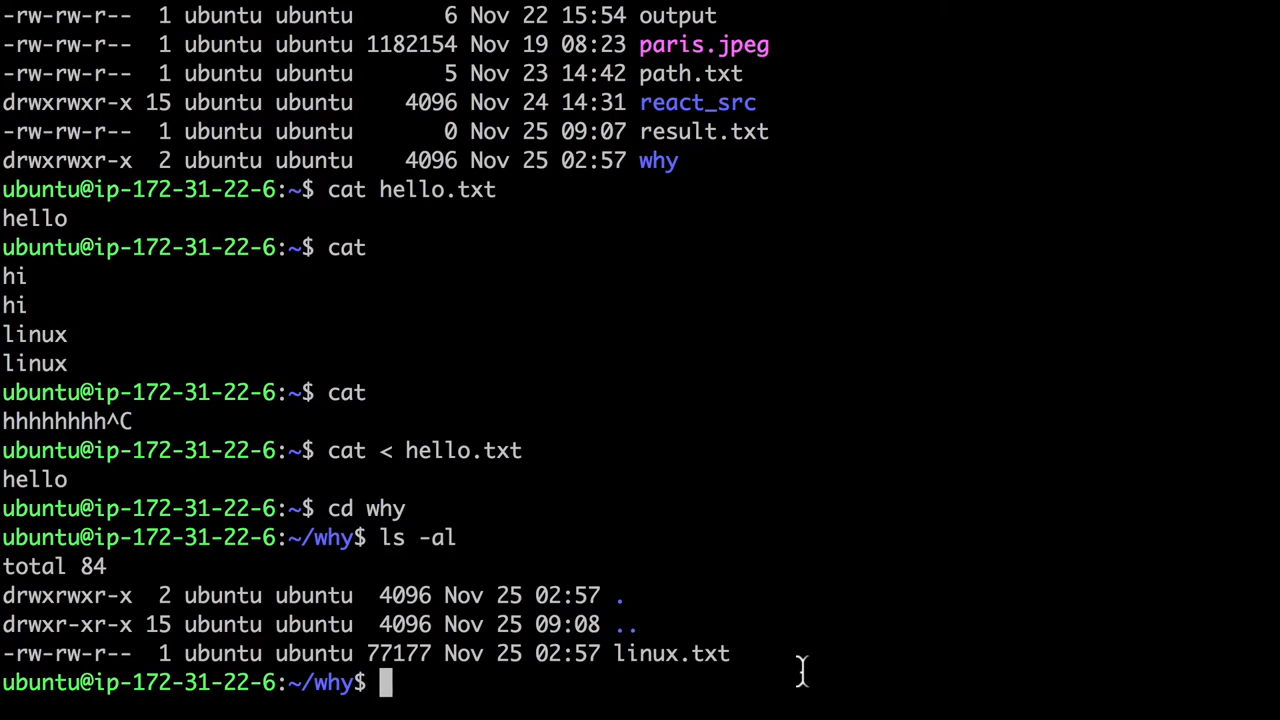 -rw-rw-r--  1 ubuntu ubuntu       6 Nov 22 15:54 output
-rw-rw-r--  1 ubuntu ubuntu 1182154 Nov 19 08:23 paris.jpeg
-rw-rw-r--  1 ubuntu ubuntu       5 Nov 23 14:42 path.txt
drwxrwxr-x 15 ubuntu ubuntu    4096 Nov 24 14:31 react_src
-rw-rw-r--  1 ubuntu ubuntu       0 Nov 25 09:07 result.txt
drwxrwxr-x  2 ubuntu ubuntu    4096 Nov 25 02:57 why
ubuntu@ip-172-31-22-6:~$ cat hello.txt
hello
ubuntu@ip-172-31-22-6:~$ cat
hi
hi
linux
linux
ubuntu@ip-172-31-22-6:~$ cat
hhhhhhhh^C
ubuntu@ip-172-31-22-6:~$ cat < hello.txt
hello
ubuntu@ip-172-31-22-6:~$ cd why
ubuntu@ip-172-31-22-6:~/why$ ls -al
total 84
drwxrwxr-x  2 ubuntu ubuntu  4096 Nov 25 02:57 .
drwxr-xr-x 15 ubuntu ubuntu  4096 Nov 25 09:08 ..
-rw-rw-r--  1 ubuntu ubuntu 77177 Nov 25 02:57 linux.txt
ubuntu@ip-172-31-22-6:~/why$